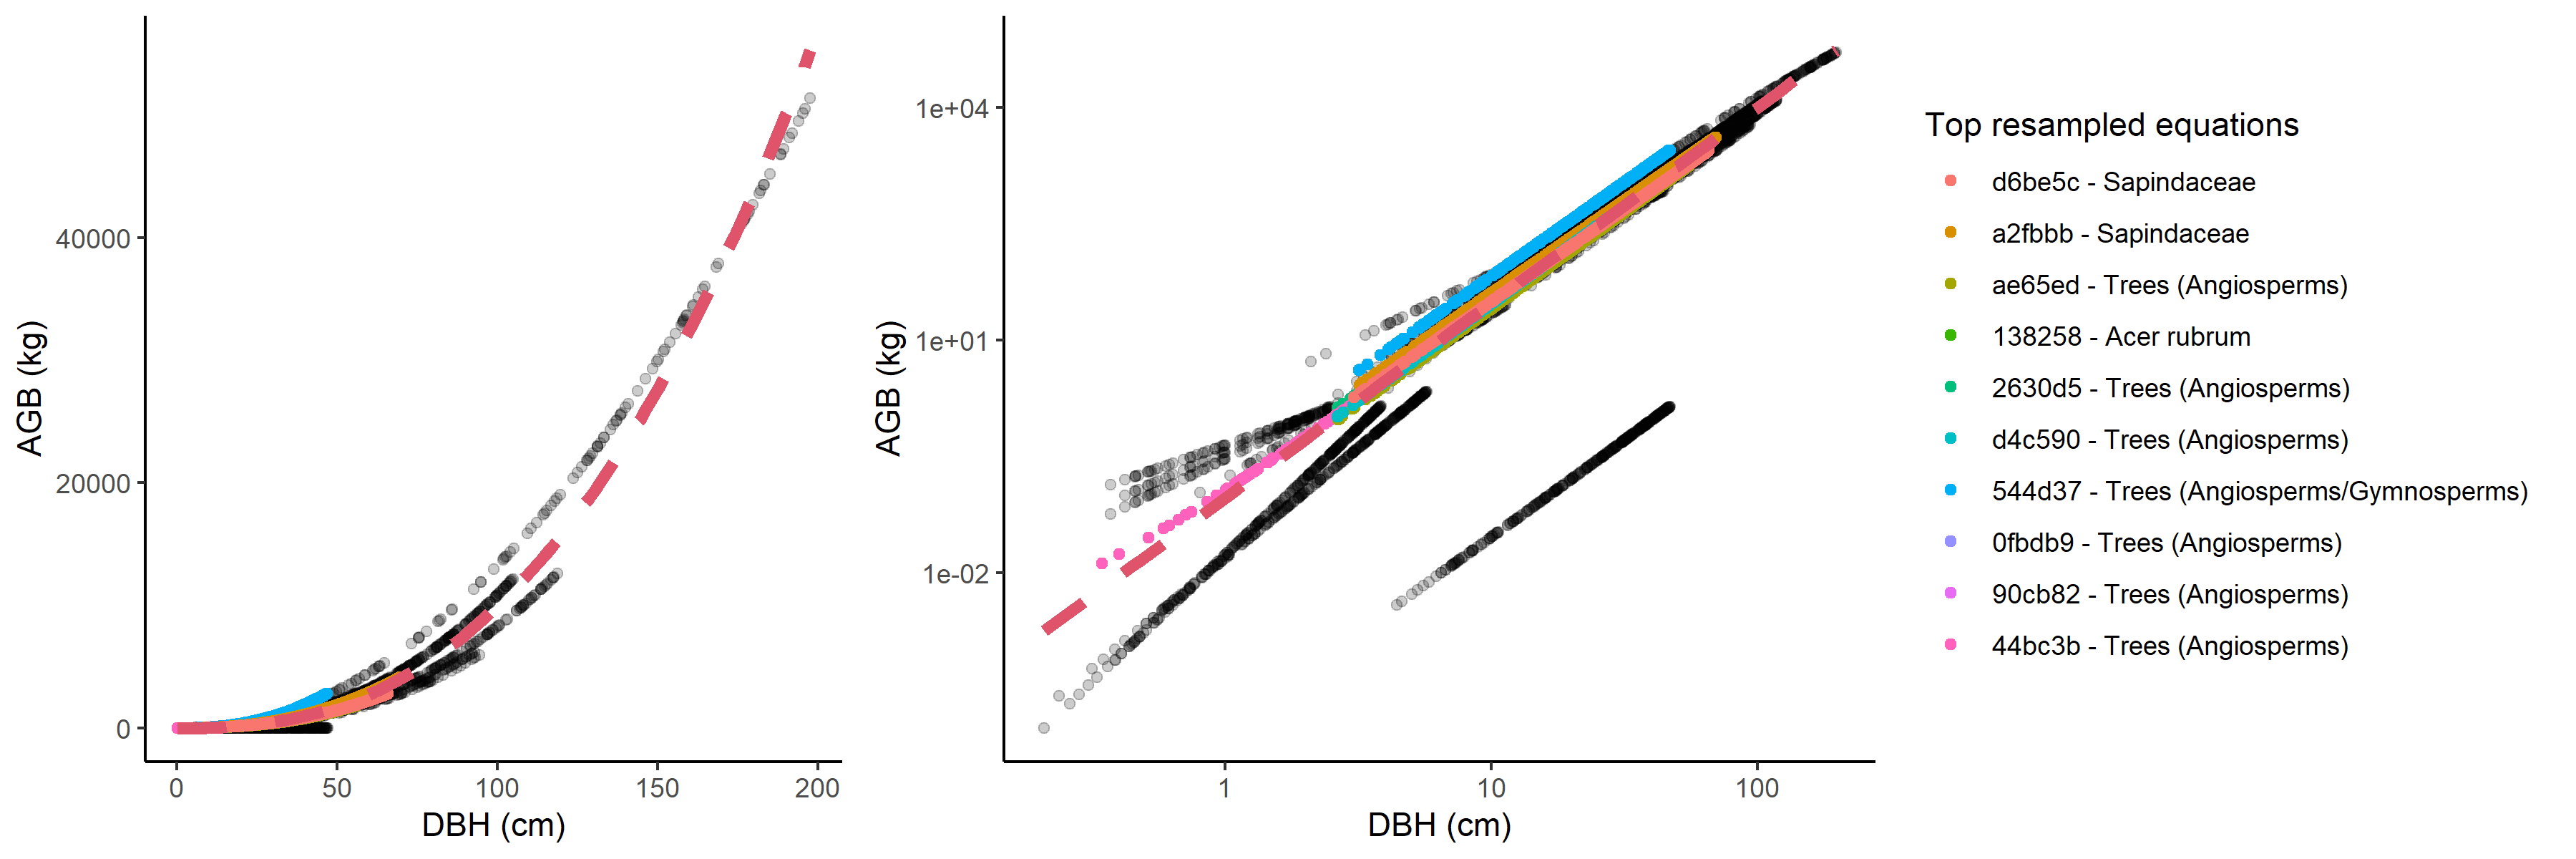 AGB (kg)
40000
20000
0
0
50
100
150
200
DBH (cm)
AGB (kg)
1e+04
1e+01
1e-02
1
10
100
DBH (cm)
Top resampled equations
d6be5c - Sapindaceae
a2fbbb - Sapindaceae
ae65ed - Trees (Angiosperms)
138258 - Acer rubrum
2630d5 - Trees (Angiosperms)
d4c590 - Trees (Angiosperms)
544d37 - Trees (Angiosperms/Gymnosperms)
0fbdb9 - Trees (Angiosperms)
90cb82 - Trees (Angiosperms)
44bc3b - Trees (Angiosperms)